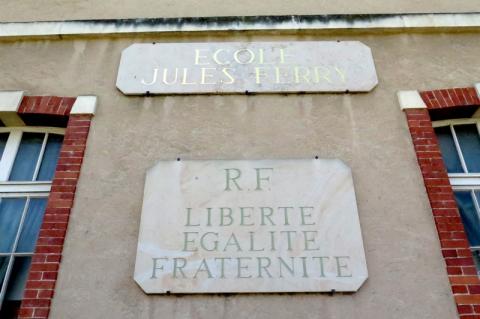 ECOLE
JULES FERRY
R.F.
LIBERTE
EGALITE
FRATERNITE